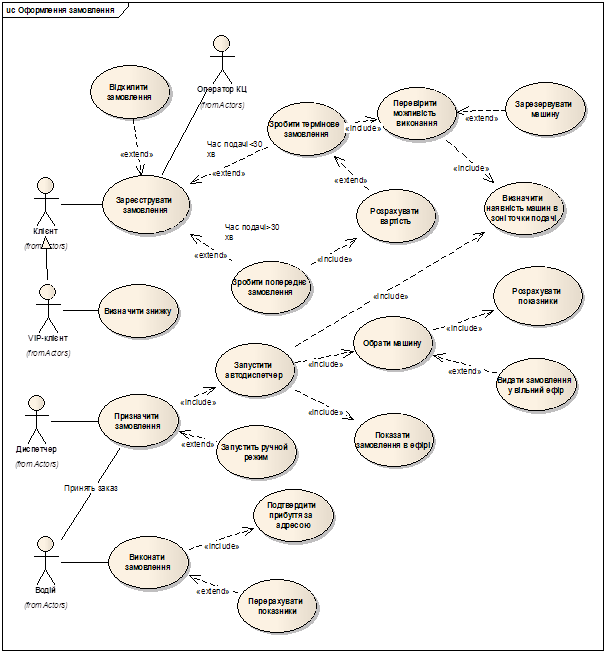 uc Оформлення замовлення
Оператор КЦ
(from Actors)
Відхилити
замовлення
«extend»
Зробити термінове
замовлення
Перевірити
можливість
виконання
Зарезервувати
машину
«include»
«extend»
Час подачі<30
хв
«extend»
«include»
Клієнт
(from Actors)
Зареєструвати
замовлення
«extend»
Розрахувати
вартість
Визначити
наявність машин в
зоні точки подачі
Час подачі>30
хв
«extend»
«include»
Зробити попереднє
замовлення
VIP-клієнт
(from Actors)
Визначити знижку
«include»
Розрахувати
показники
Обрати машину
«include»
Запустити
автодиспетчер
«include»
«extend»
Видати замовлення
у вільний ефір
Диспетчер
(from Actors)
«include»
Призначити
замовлення
«include»
«extend»
Запустить ручной
режим
Показати
замовлення в ефірі
Принять заказ
Подтвердити
прибуття за
адресою
Водій
(from Actors)
Виконати
замовлення
«include»
«extend»
Перерахувати
показники